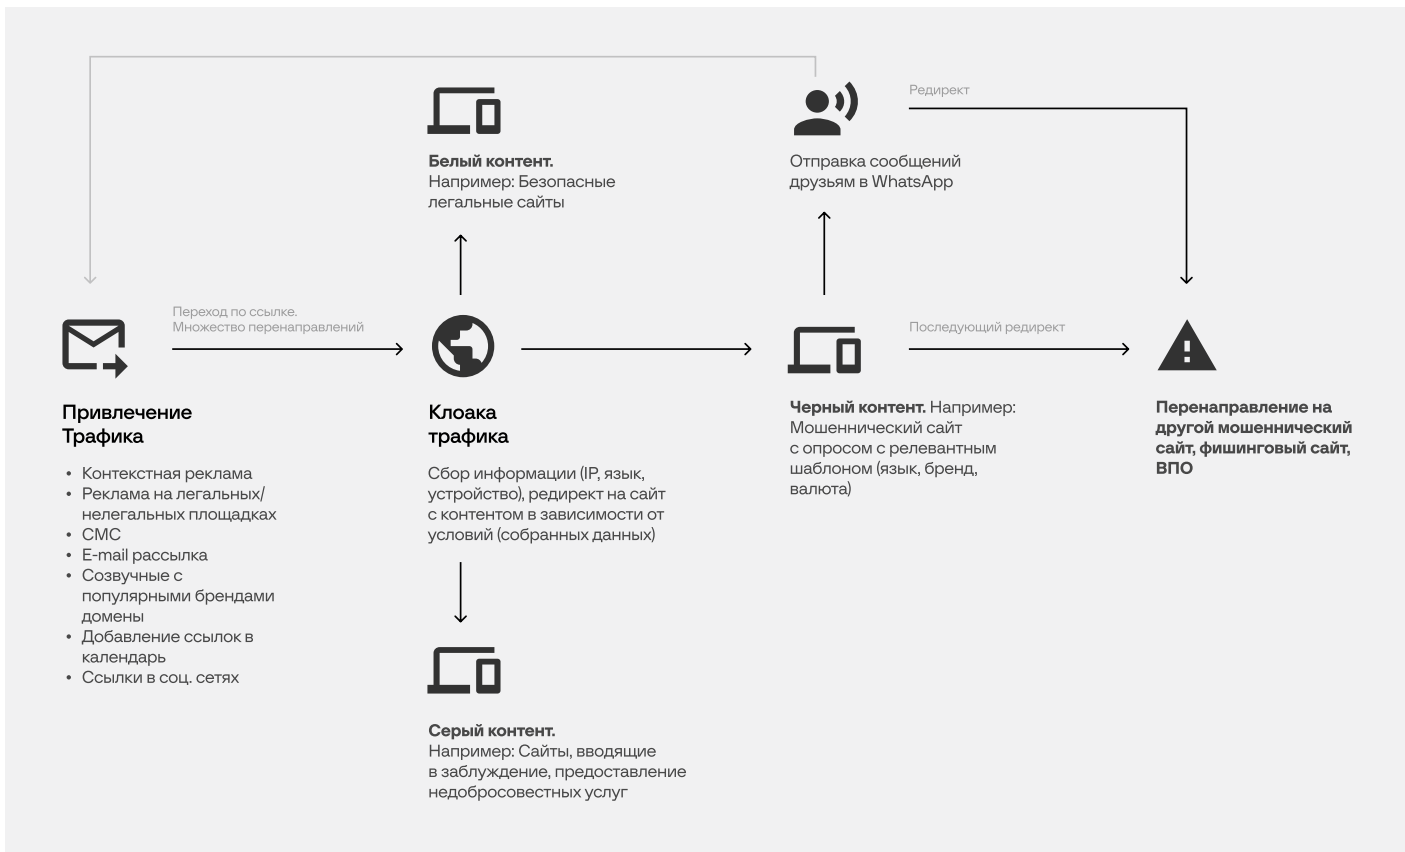 Редирект
Белый контент.
Например: Безопасные
легальные сайты
Отправка сообщений
друзьям в WhatsApp
Переход по ссылке.
Множество перенаправлений
Последующий редирект
Привлечение
Трафика
• Контекстная реклама
• Реклама на легальных/
нелегальных площадках
• СМС
• E-mail рассылка
• Созвучные с
популярными брендами
домены
• Добавление ссылок в
календарь
• Ссылки в соц. сетях
Клоака
трафика
Сбор информации (IP, язык,
устройство), редирект на сайт
с контентом в зависимости от
условий (собранных данных)
Черный контент. Например:
Мошеннический сайт
с опросом с релевантным
шаблоном (язык, бренд,
валюта)
Перенаправление на
другой мошеннический
сайт, фишинговый сайт,
ВПО
Серый контент.
Например: Сайты, вводящие
в заблуждение, предоставление
недобросовестных услуг